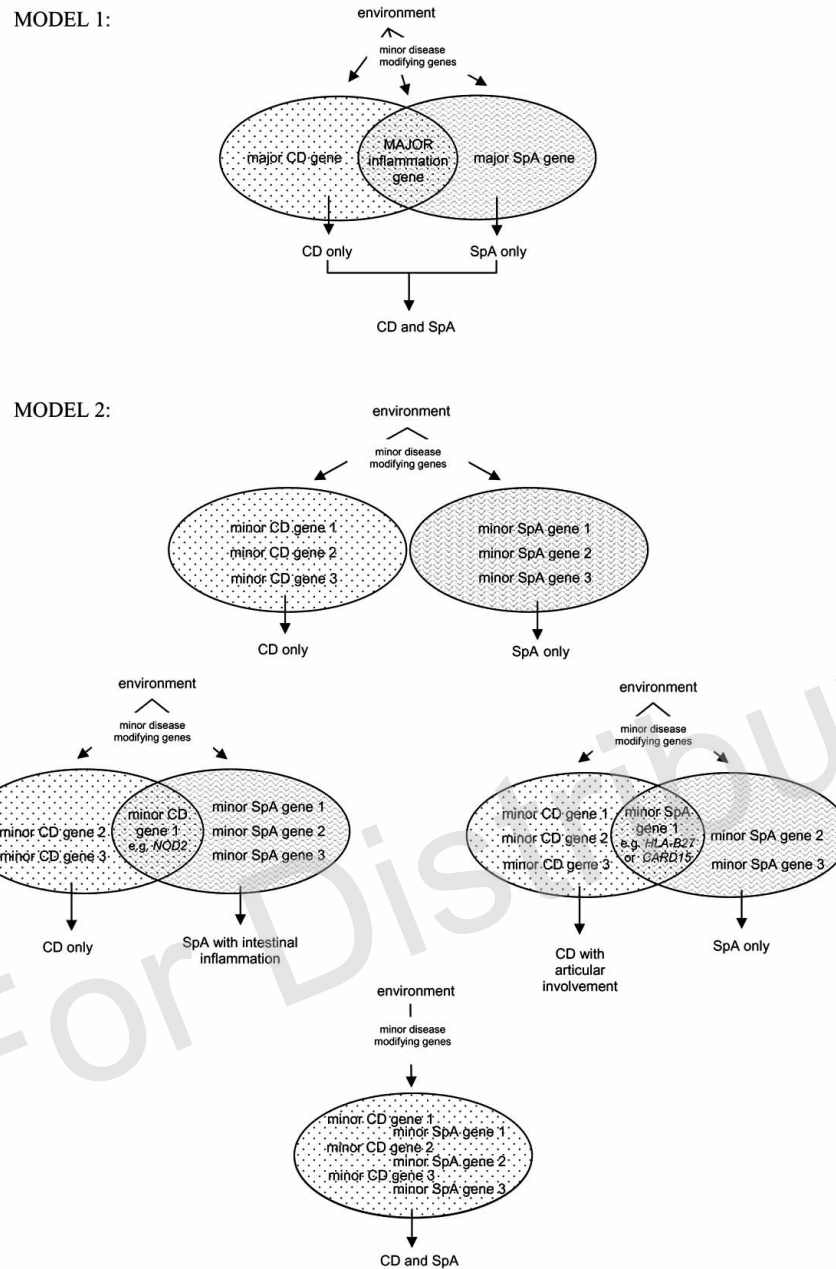 MODEL 1:
environment
minor disease
modifying genes
major CD gene
MAJOR
inflammation
gene
major SpA gene
CD only
SpA only
CD and SpA
MODEL 2:
environment
minor disease
modifying genes
minor CD gene 1
minor CD gene 2
minor CD gene 3
minor SpA gene 1
minor SpA gene 2
minor SpA gene 3
CD only
SpA only
environment
minor disease
modifying genes
minor CD gene 2
minor CD gene 3
minor CD
gene 1
e.g. NOD2
minor SpA gene 1
minor SpA gene 2
minor SpA gene 3
CD only
SpA with intestinal
inflammation
environment
minor disease
modifying genes
minor CD gene 1
minor CD gene 2
minor CD gene 3
minor SpA
gene 1
e.g. HLA-B27
or CARD15
minor SpA gene 2
minor SpA gene 3
CD with
articular
involvement
SpA only
environment
minor disease
modifying genes
minor CD gene 1
minor SpA gene 1
minor CD gene 2
minor SpA gene 2
minor CD gene 3
minor SpA gene 3
CD and SpA
For Distribu